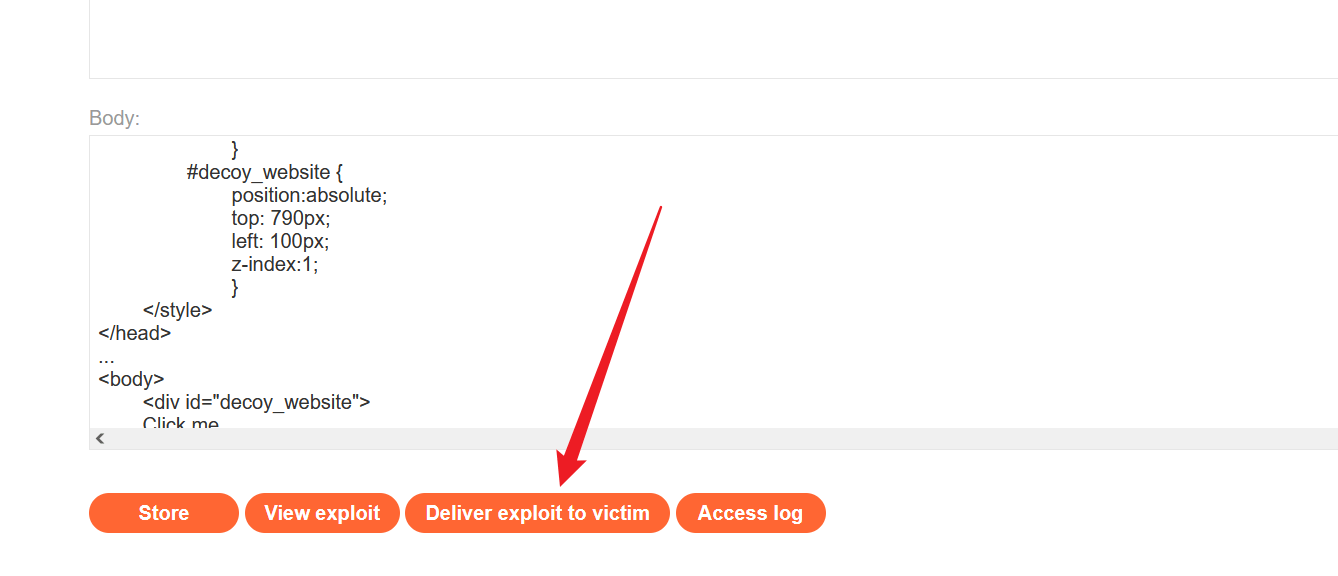 Body:
}
#decoy_website {
position:absolute;
top: 790px;
left: 100px;
z-index:1;
}
</style>
</head>
...
<body>
<div id="decoy_website">
Click me
Store View exploit Deliver exploit to victim Access log